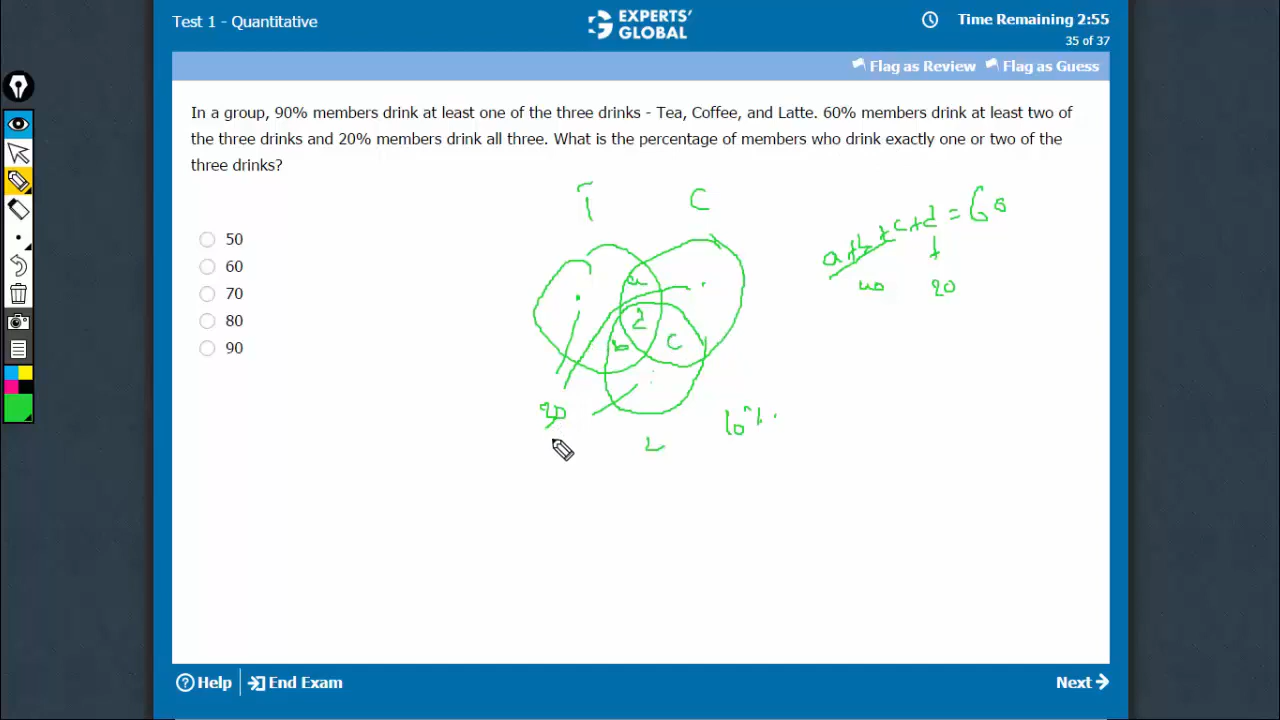 Test 1 - Quantitative
EXPERTS'
GLOBAL
Time Remaining 2:55
35 of 37
Flag as Review
Flag as Guess
In a group, 90% members drink at least one of the three drinks - Tea, Coffee, and Latte. 60% members drink at least two of
the three drinks and 20% members drink all three. What is the percentage of members who drink exactly one or two of the
three drinks?
T C
a+b+c+d = 60
40 20
50
60
70
80
90
a
d
b c
10%
L
Help
End Exam
Next